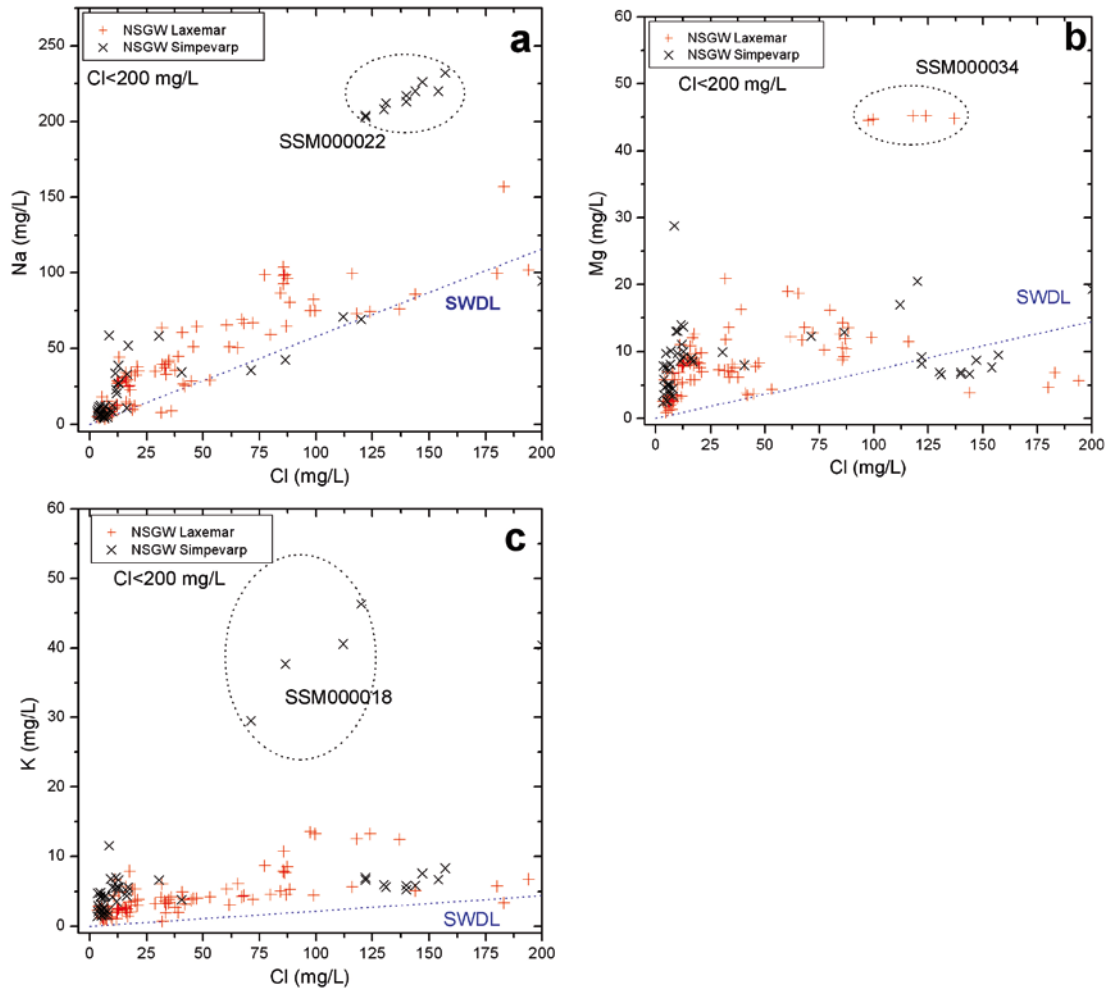 NSGW Laxemar
NSGW Simpevarp
a
Cl<200 mg/L
SSM000022
SWDL
250
200
150
100
50
0
Na (mg/L)
0 25 50 75 100 125 150 175 200
Cl (mg/L)
NSGW Laxemar
NSGW Simpevarp
b
Cl<200 mg/L
SSM000034
SWDL
60
50
40
30
20
10
0
Mg (mg/L)
0 25 50 75 100 125 150 175 200
Cl (mg/L)
NSGW Laxemar
NSGW Simpevarp
c
Cl<200 mg/L
SSM000018
SWDL
60
50
40
30
20
10
0
K (mg/L)
0 25 50 75 100 125 150 175 200
Cl (mg/L)